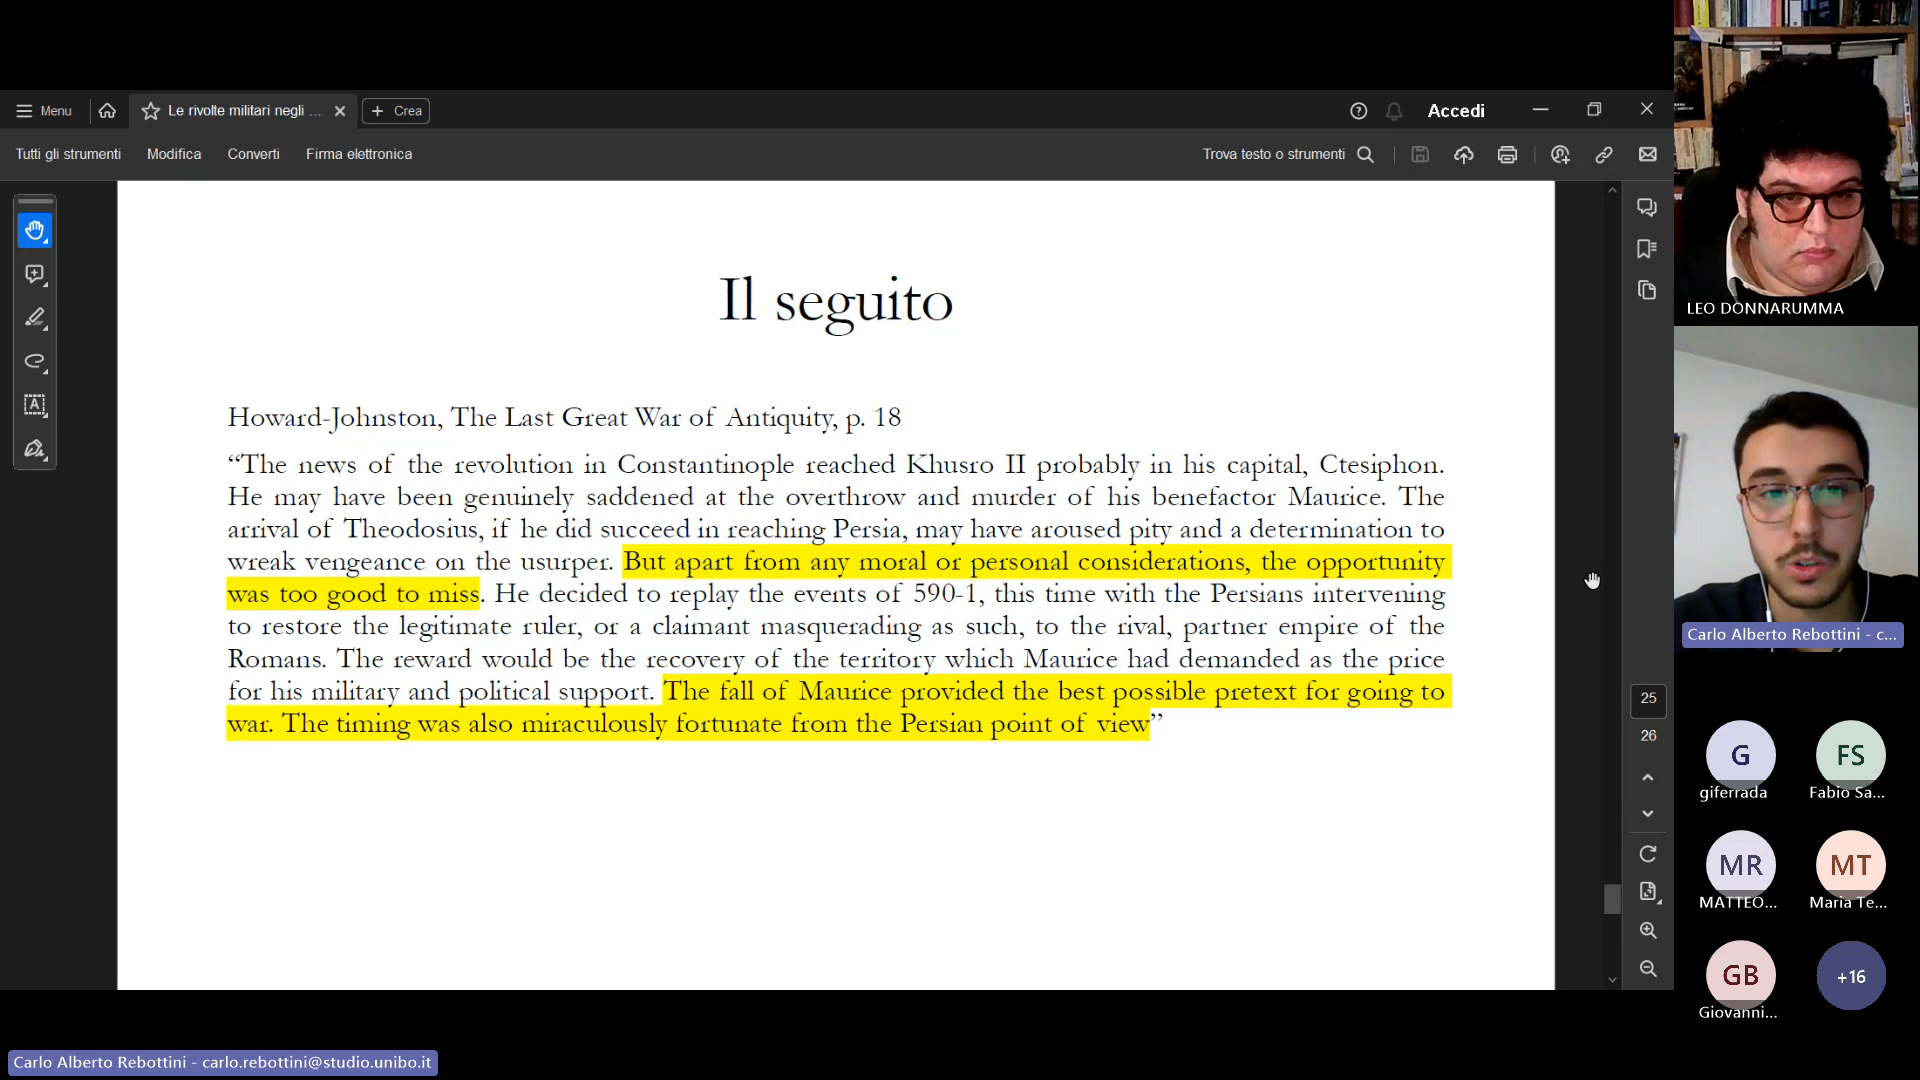 Menu
Le rivolte militari negli ...
Crea
Accedi
Tutti gli strumenti
Modifica
Converti
Firma elettronica
Trova testo o strumenti
Il seguito
Howard-Johnston, The Last Great War of Antiquity, p. 18
“The news of the revolution in Constantinople reached Khusro II probably in his capital, Ctesiphon.
He may have been genuinely saddened at the overthrow and murder of his benefactor Maurice. The
arrival of Theodosius, if he did succeed in reaching Persia, may have aroused pity and a determination to
wreak vengeance on the usurper. But apart from any moral or personal considerations, the opportunity
was too good to miss. He decided to replay the events of 590-1, this time with the Persians intervening
to restore the legitimate ruler, or a claimant masquerading as such, to the rival, partner empire of the
Romans. The reward would be the recovery of the territory which Maurice had demanded as the price
for his military and political support. The fall of Maurice provided the best possible pretext for going to
war. The timing was also miraculously fortunate from the Persian point of view”
25
26
LEO DONNARUMMA
Carlo Alberto Rebottini - c...
G
giferrada
FS
Fabio Sa...
MR
MATTEO...
MT
Maria Te...
GB
Giovanni...
+16
Carlo Alberto Rebottini - carlo.rebottini@studio.unibo.it